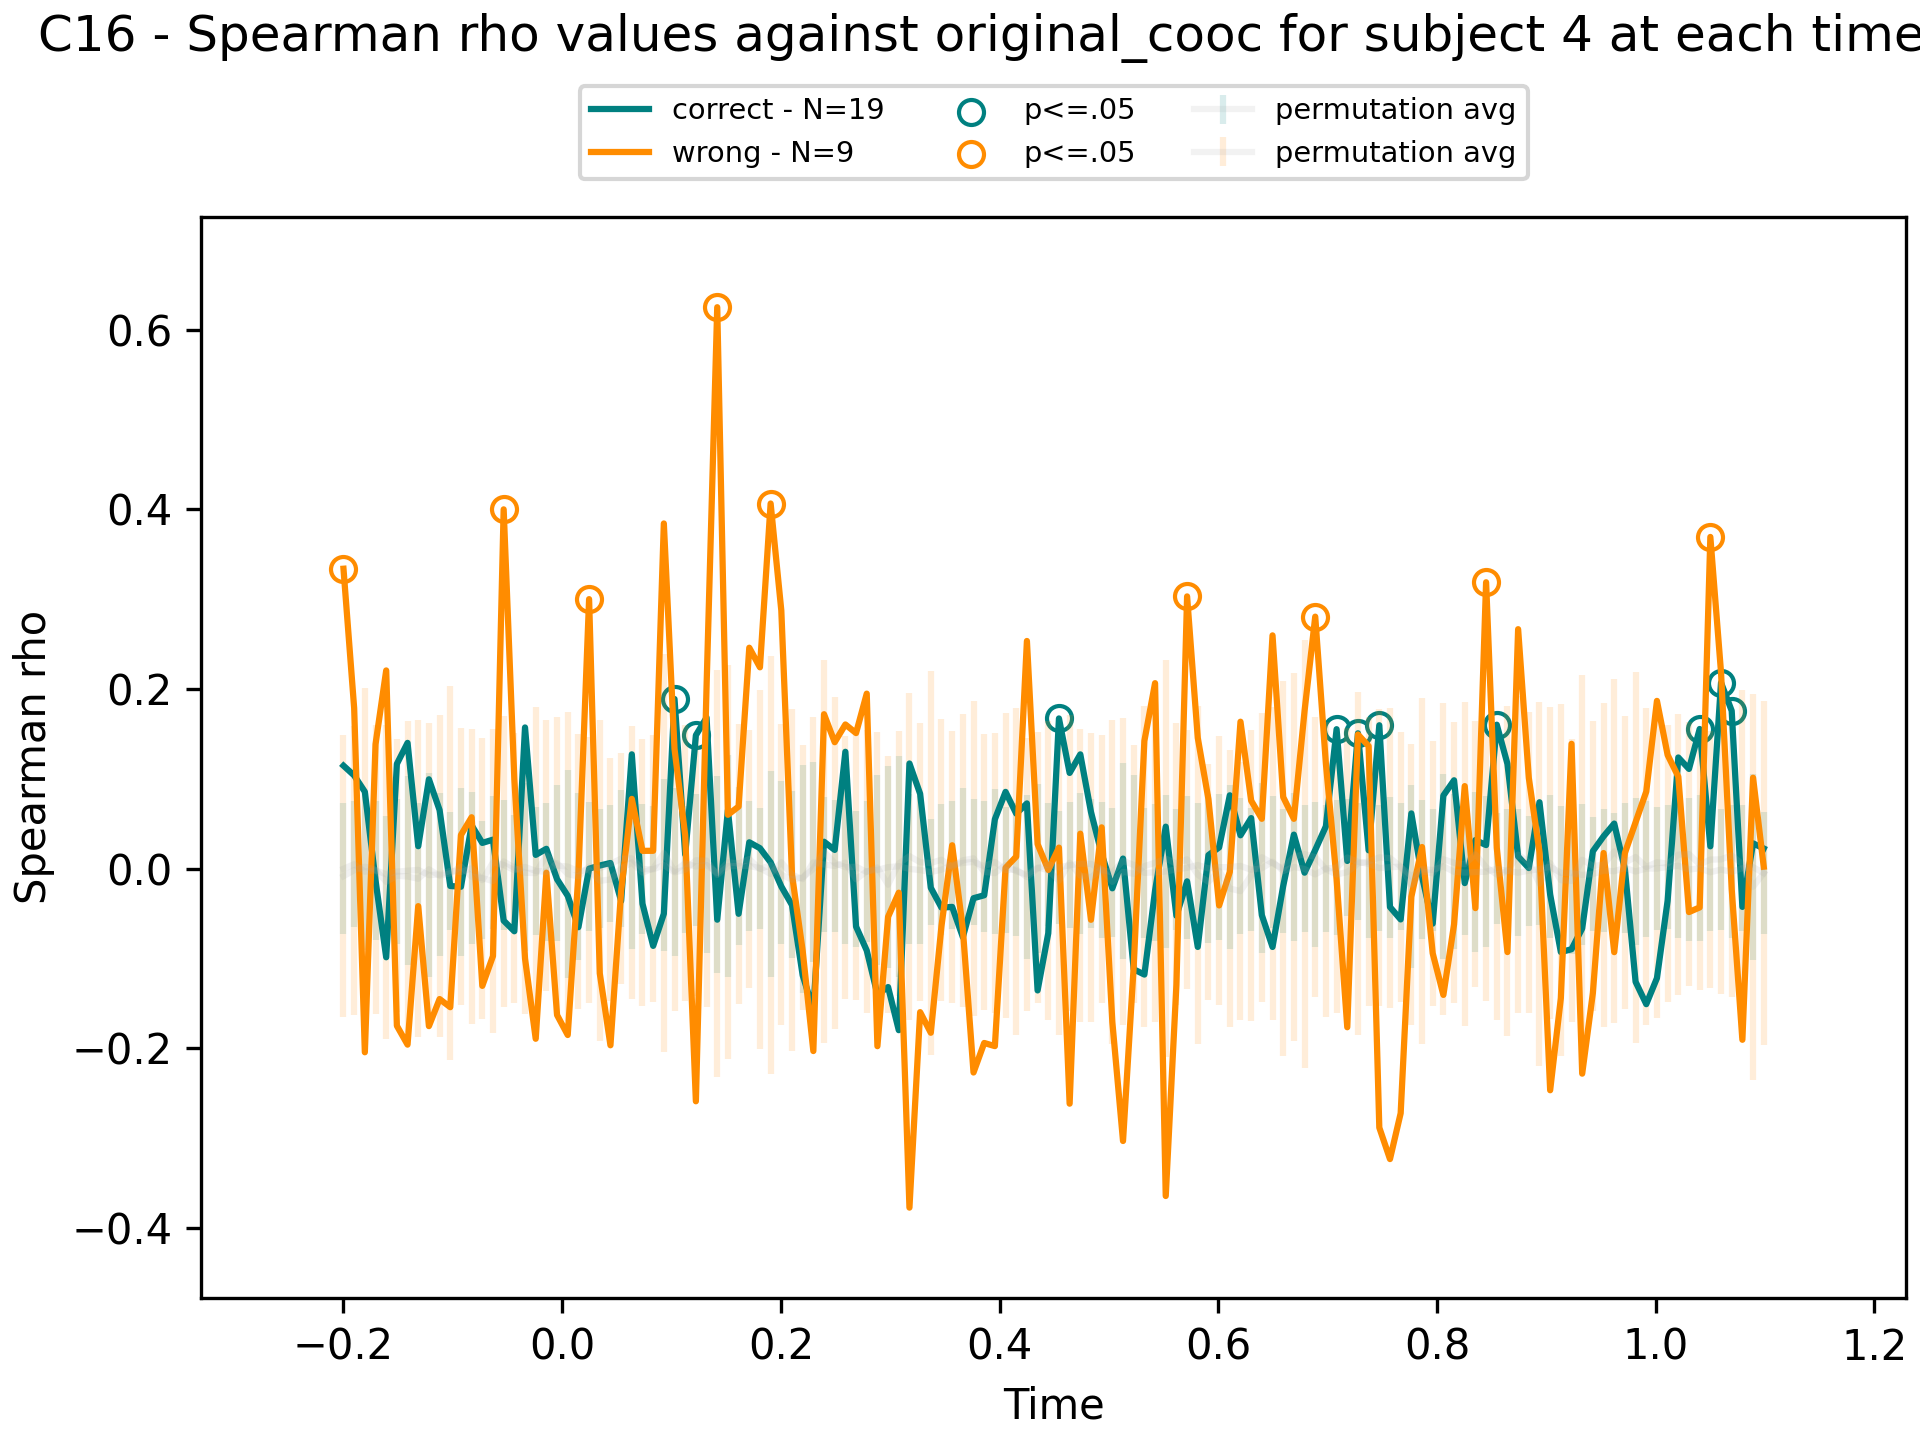 C16 - Spearman rho values against original_cooc for subject 4 at each time
correct - N=19
wrong - N=9
p<=.05
p<=.05
permutation avg
permutation avg
Spearman rho
0.6
0.4
0.2
0.0
−0.2
−0.4
−0.2 0.0 0.2 0.4 0.6 0.8 1.0 1.2
Time